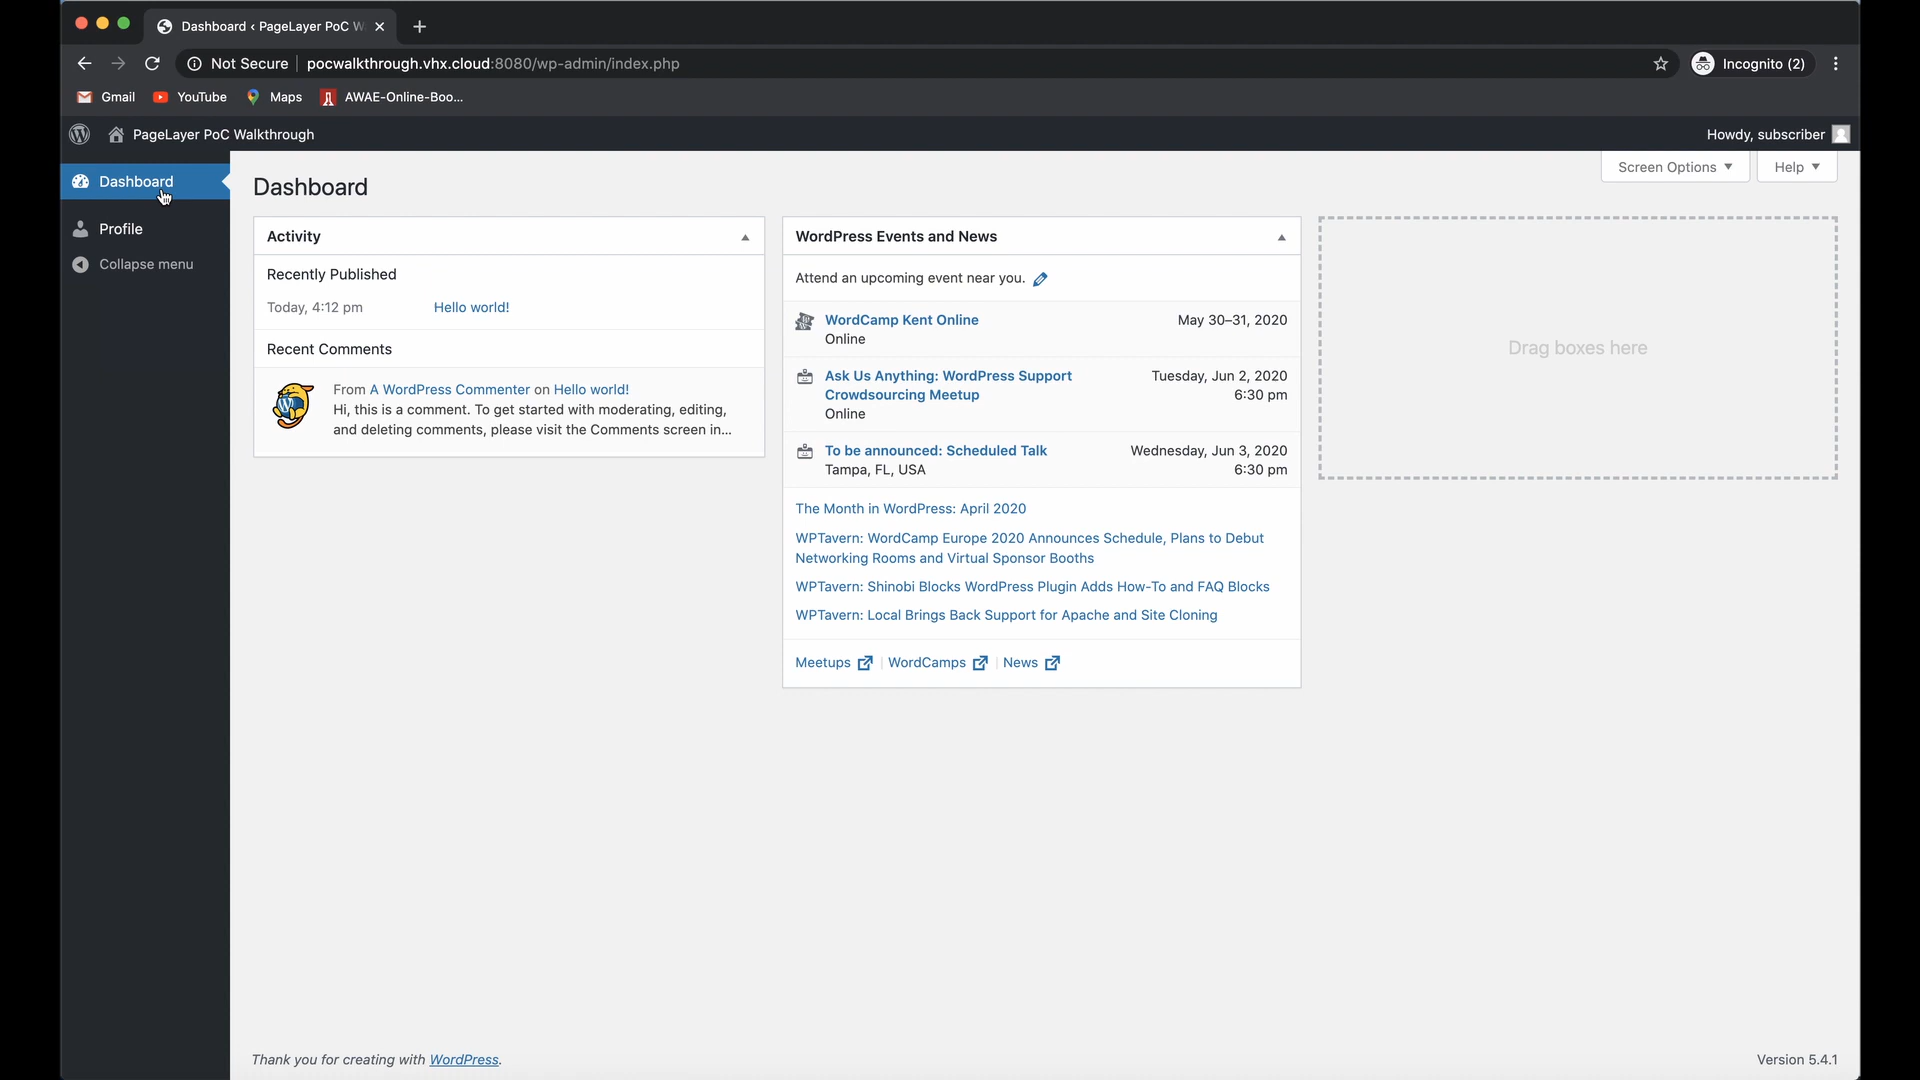 Dashboard ‹ PageLayer PoC W
Not Secure | pocwalkthrough.vhx.cloud:8080/wp-admin/index.php
Incognito (2)
Gmail YouTube Maps AWAE-Online-Boo...
PageLayer PoC Walkthrough
Howdy, subscriber
Dashboard
Profile
Collapse menu
Dashboard
Screen Options
Help
Activity
Recently Published
Today, 4:12 pm Hello world!
Recent Comments
From A WordPress Commenter on Hello world!
Hi, this is a comment. To get started with moderating, editing,
and deleting comments, please visit the Comments screen in...
WordPress Events and News
Attend an upcoming event near you.
WordCamp Kent Online May 30–31, 2020
Online
Ask Us Anything: WordPress Support Tuesday, Jun 2, 2020
Crowdsourcing Meetup 6:30 pm
Online
To be announced: Scheduled Talk Wednesday, Jun 3, 2020
Tampa, FL, USA 6:30 pm
The Month in WordPress: April 2020
WPTavern: WordCamp Europe 2020 Announces Schedule, Plans to Debut
Networking Rooms and Virtual Sponsor Booths
WPTavern: Shinobi Blocks WordPress Plugin Adds How-To and FAQ Blocks
WPTavern: Local Brings Back Support for Apache and Site Cloning
Meetups | WordCamps | News
Drag boxes here
Thank you for creating with WordPress.
Version 5.4.1